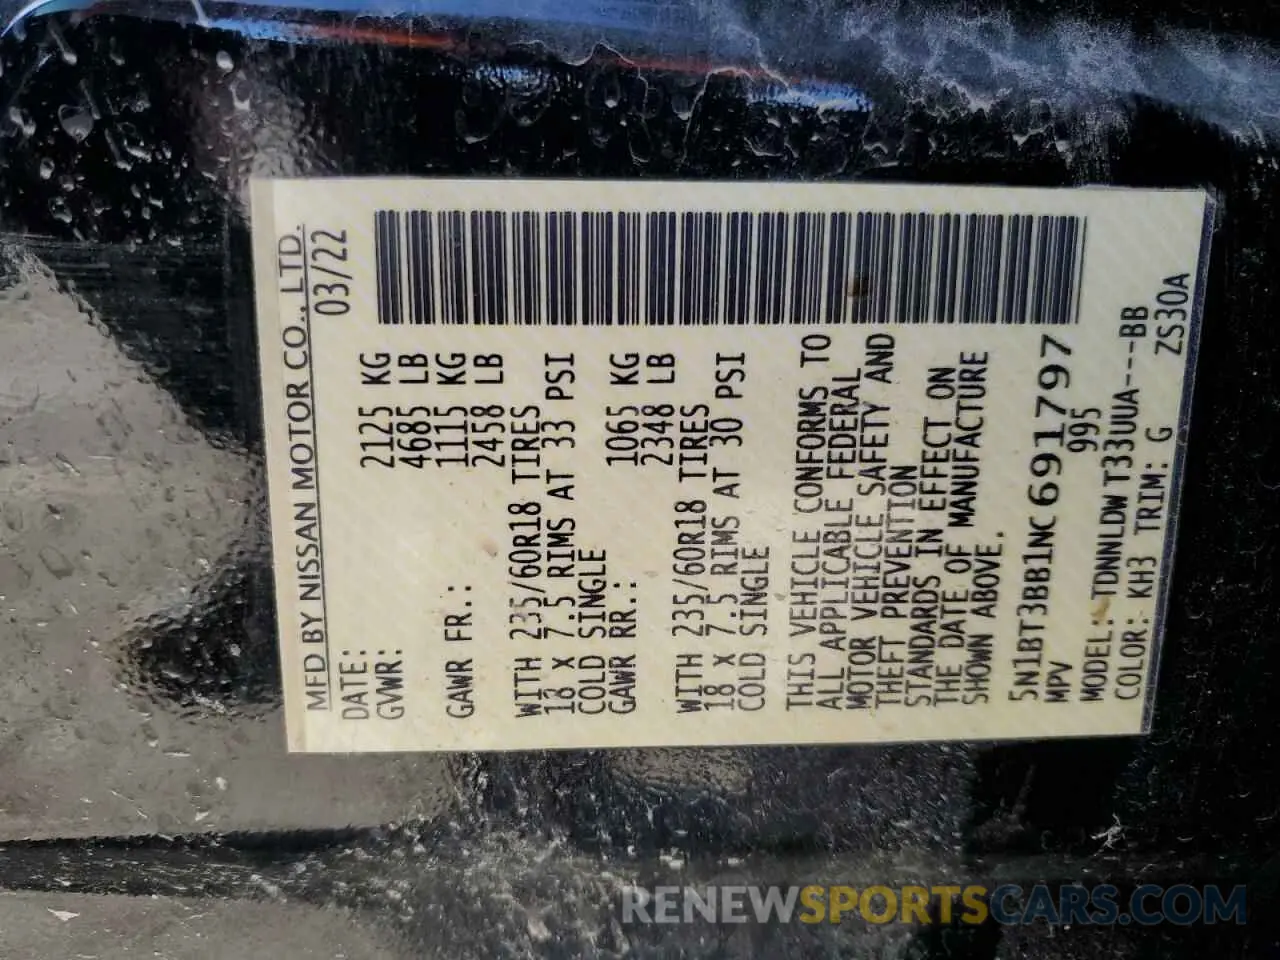 MFD BY NISSAN MOTOR CO., LTD.
DATE: 03/22
GVWR: 2125 KG
4685 LB
GAWR FR.: 1115 KG
2458 LB
WITH 235/60R18 TIRES
18 X 7.5 RIMS AT 33 PSI
COLD SINGLE
GAWR RR.: 1065 KG
2348 LB
WITH 235/60R18 TIRES
18 X 7.5 RIMS AT 30 PSI
COLD SINGLE
THIS VEHICLE CONFORMS TO
ALL APPLICABLE FEDERAL
MOTOR VEHICLE SAFETY AND
THEFT PREVENTION
STANDARDS IN EFFECT ON
THE DATE OF MANUFACTURE
SHOWN ABOVE.
5N1BT3BB1NC691797
MPV 995
MODEL: TDNNLDW T33UUA----BB
COLOR: KH3 TRIM: G ZS30A
RENEWSPORTSCARS.COM